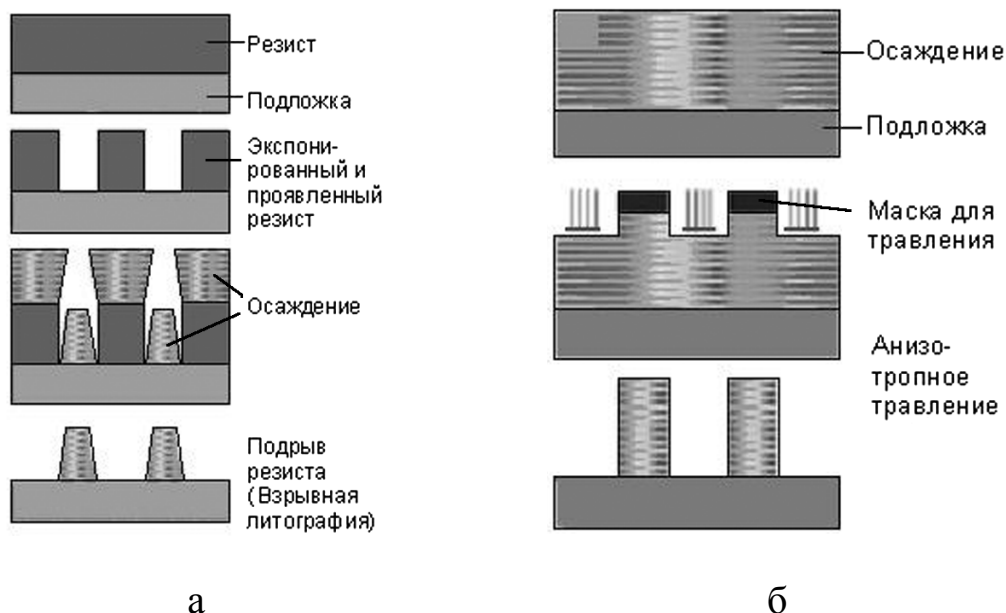 Резист
Подложка
Экспони-
рованный и
проявленный
резист
Осаждение
Подрыв
резиста
(Взрывная
литография)
а
Осаждение
Подложка
Маска для
травления
Анизо-
тропное
травление
б